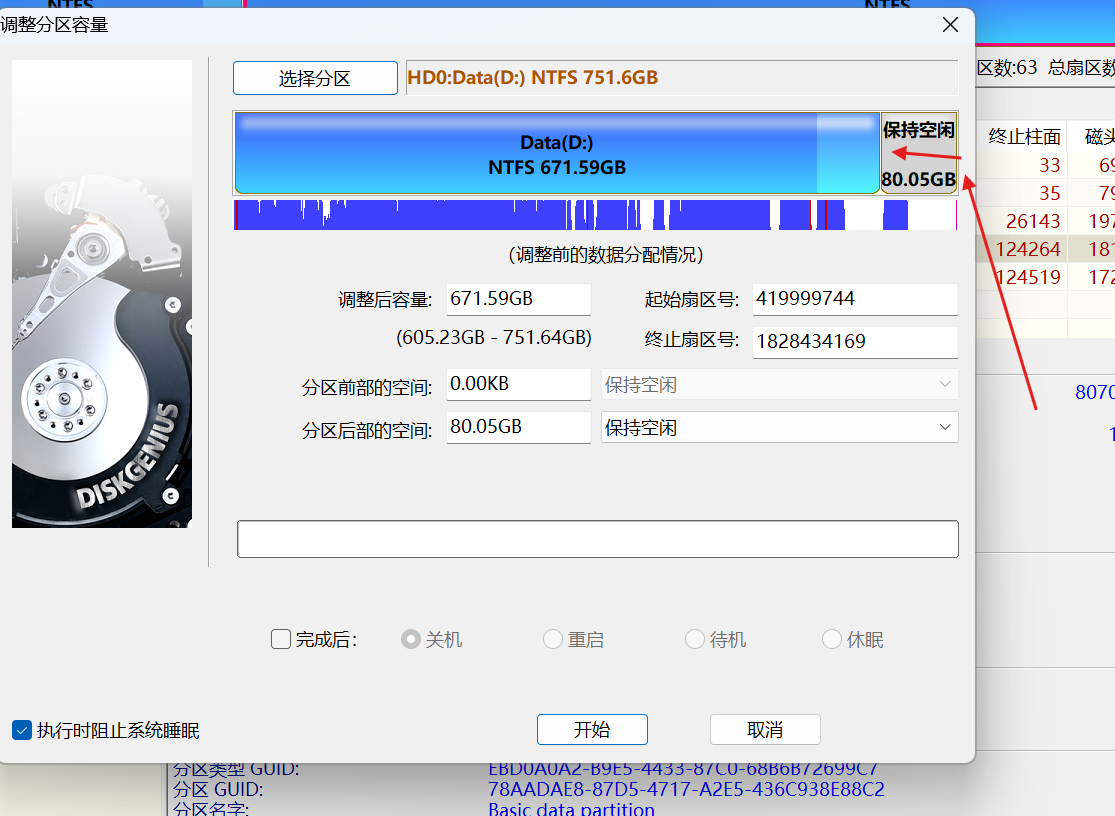 NTFS
NTFS
调整分区容量
选择分区
HD0:Data(D:) NTFS 751.6GB
区数:63 总扇区数
Data(D:)
NTFS 671.59GB
保持空闲
80.05GB
终止柱面 磁头
33 69
35 79
26143 197
124264 181
124519 172
(调整前的数据分配情况)
调整后容量: 671.59GB 起始扇区号: 419999744
(605.23GB - 751.64GB) 终止扇区号: 1828434169
分区前部的空间: 0.00KB 保持空闲
8070
分区后部的空间: 80.05GB 保持空闲
1
DISKGENIUS
完成后: 关机 重启 待机 休眠
执行时阻止系统睡眠
开始 取消
分区类型 GUID: EBD0A0A2-B9E5-4433-87C0-68B6B72699C7
分区 GUID: 78AADAE8-87D5-4717-A2E5-436C938E88C2
分区名字: Basic data partition